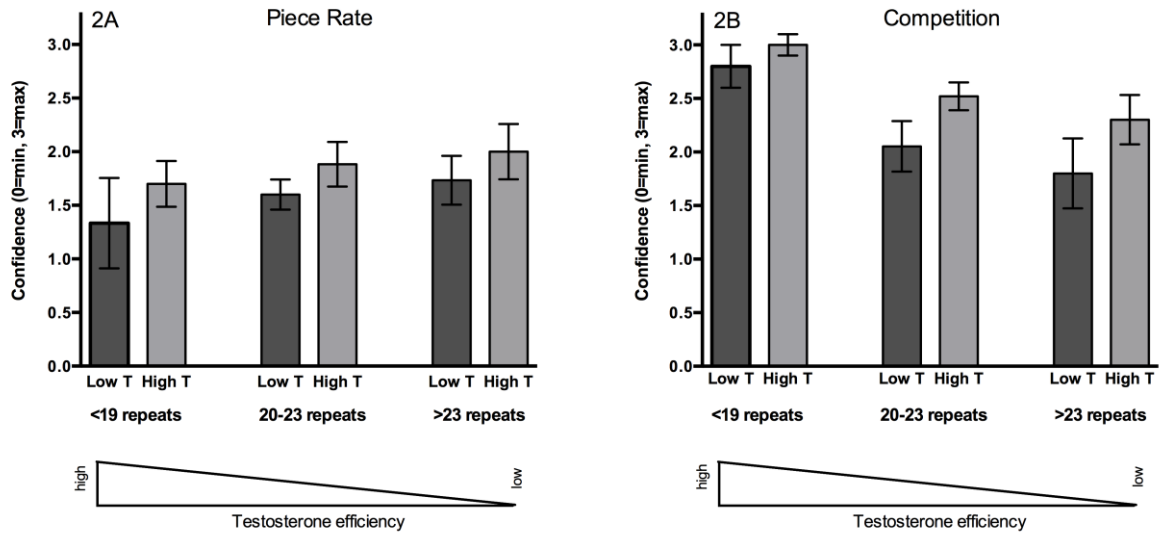 2A
Piece Rate
Confidence (0=min, 3=max)
3.0
2.5
2.0
1.5
1.0
0.5
0.0
Low T High T Low T High T Low T High T
<19 repeats 20-23 repeats >23 repeats
high
low
Testosterone efficiency
2B
Competition
Confidence (0=min, 3=max)
3.0
2.5
2.0
1.5
1.0
0.5
0.0
Low T High T Low T High T Low T High T
<19 repeats 20-23 repeats >23 repeats
high
low
Testosterone efficiency